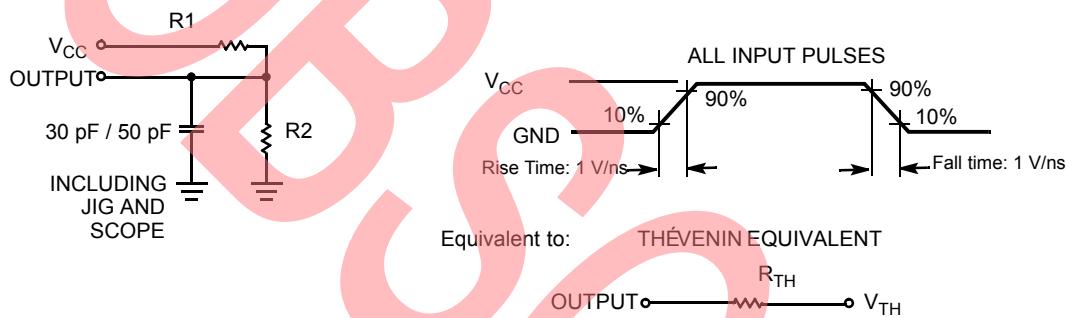 R1
VCC
OUTPUT
30 pF / 50 pF
R2
INCLUDING
JIG AND
SCOPE
ALL INPUT PULSES
VCC
90%
90%
10%
10%
GND
Rise Time: 1 V/ns
Fall time: 1 V/ns
Equivalent to:
THÉVENIN EQUIVALENT
RTH
OUTPUT
VTH